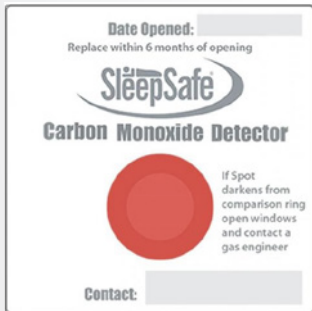 Date Opened:
Replace within 6 months of opening
SleepSafe®
Carbon Monoxide Detector
If Spot
darkens from
comparison ring
open windows
and contact a
gas engineer
Contact: